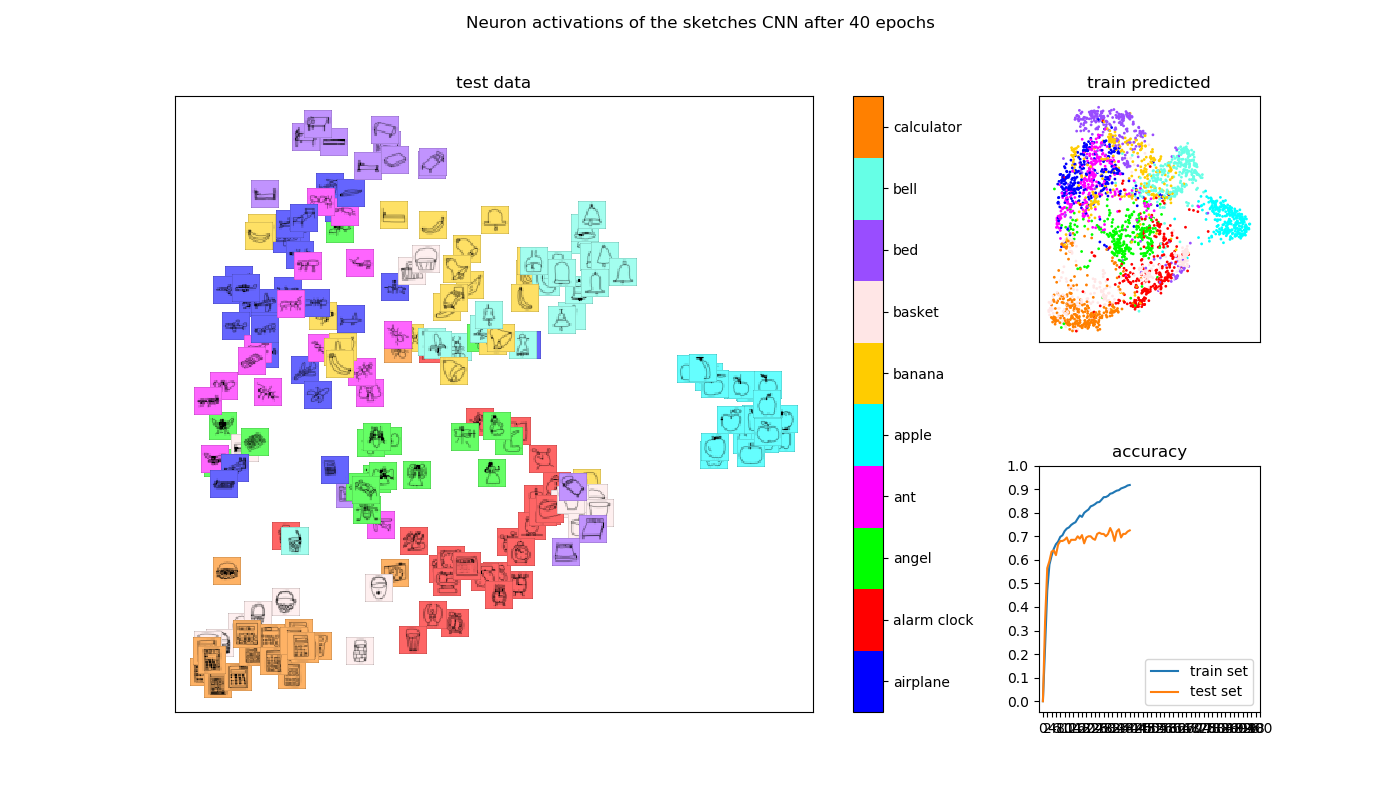 Neuron activations of the sketches CNN after 40 epochs
test data
calculator
bell
bed
basket
banana
apple
ant
angel
alarm clock
airplane
train predicted
accuracy
1.0
0.9
0.8
0.7
0.6
0.5
0.4
0.3
0.2
0.1
0.0
train set
test set